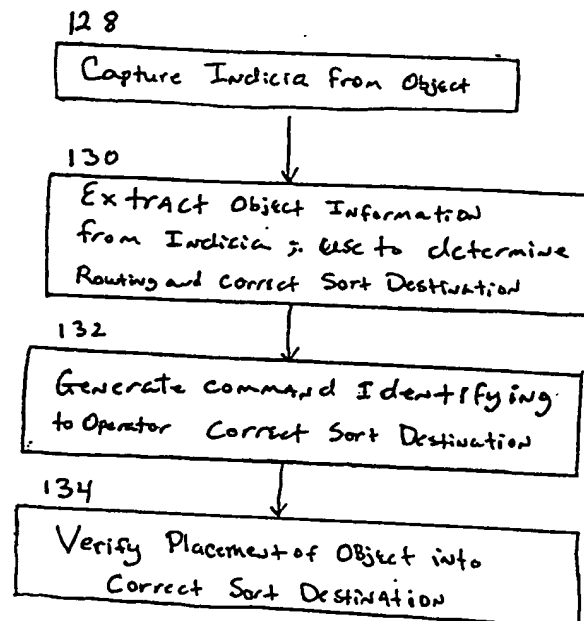 128
Capture Indicia from Object
130
Extract Object Information
from Indicia; use to determine
Routing and correct Sort Destination
132
Generate command Identifying
to Operator Correct Sort Destination
134
Verify Placement of Object into
Correct Sort Destination